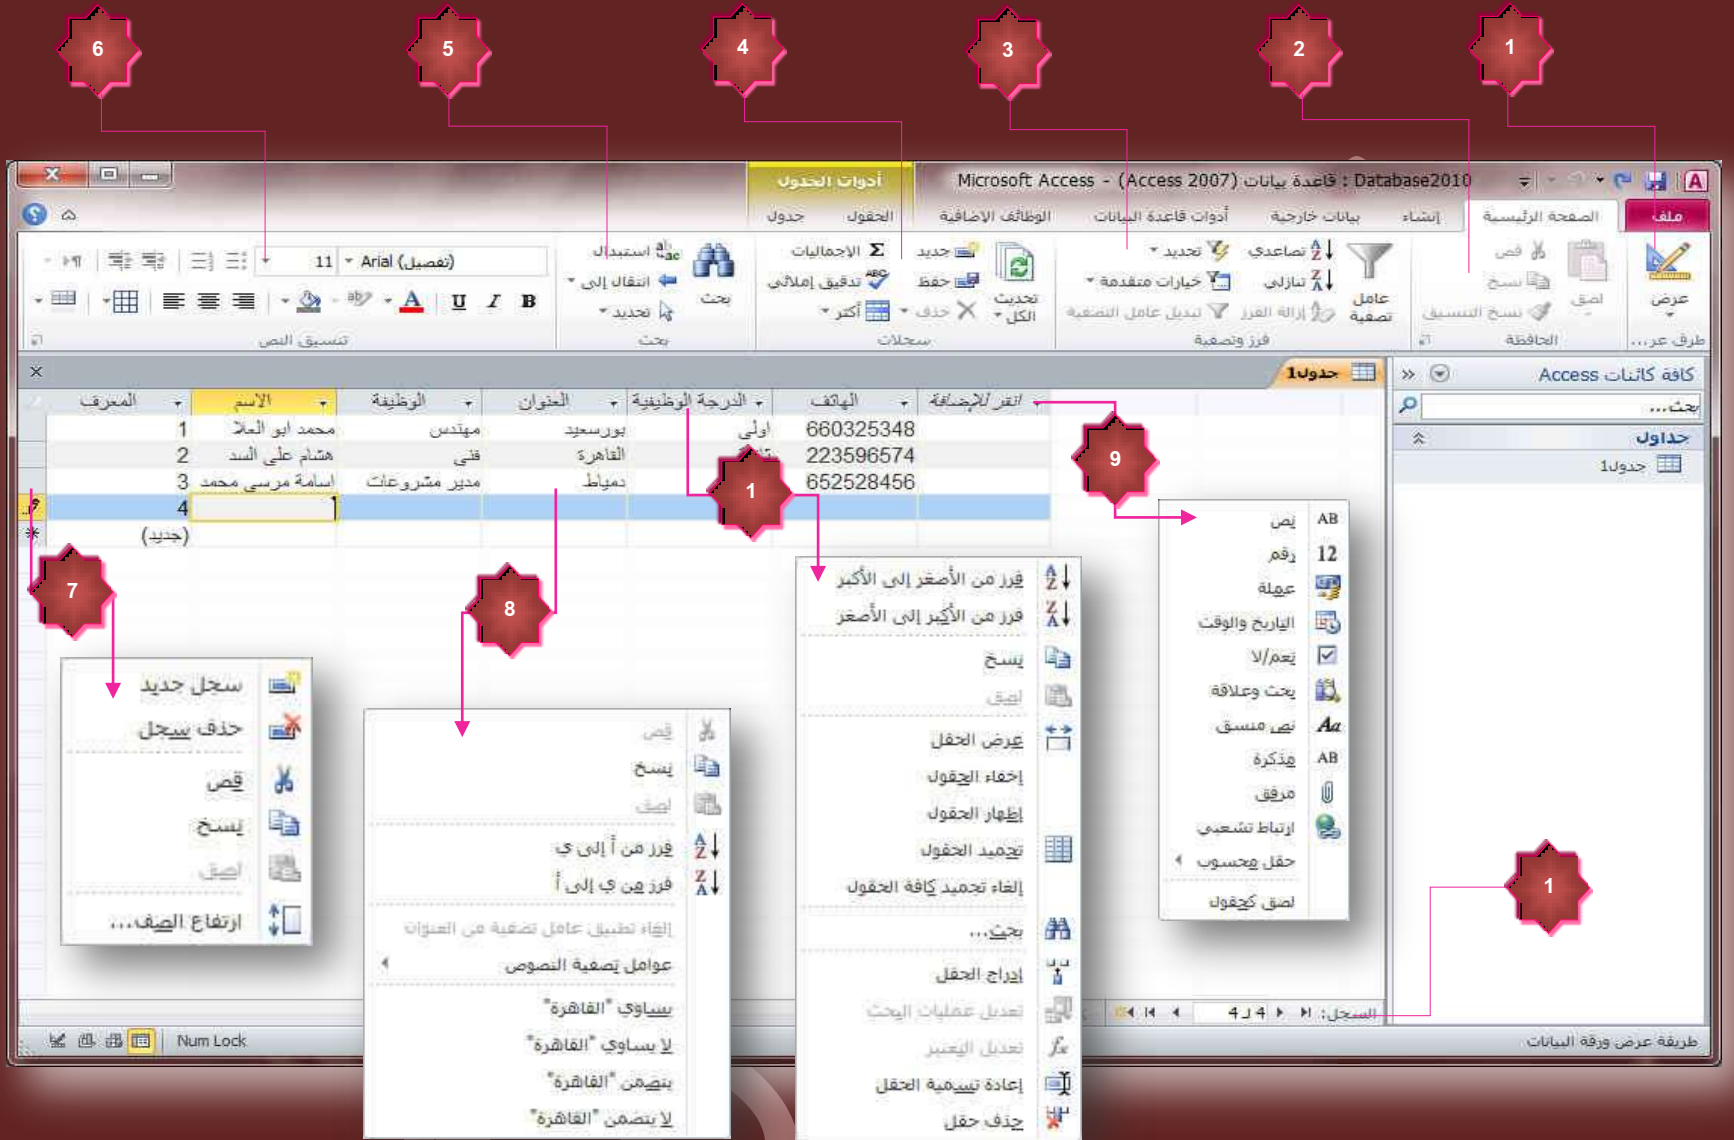 1
2
3
4
5
6
Database2010 : قاعدة بيانات (Access 2007) - Microsoft Access
أدوات الجدول
ملف
الصفحة الرئيسية
إنشاء
بيانات خارجية
أدوات قاعدة البيانات
الوظائف الإضافية
الحقول
جدول
عرض
طرف عر...
لصق
قص
نسخ
نسخ التنسيق
الحافظة
عامل تصفية
تصاعدي
تنازلي
إزالة الفرز
تحديد
خيارات متقدمة
تبديل عامل التصفية
فرز وتصفية
تحديث الكل
جديد
حفظ
حذف
الإجماليات
تدقيق إملائي
أكثر
سجلات
بحث
استبدال
انتقال إلى
تحديد
بحث
Arial (تفصيل)
11
B I U A
تنسيق النص
كافة كائنات Access
بحث...
جداول
جدول1
جدول1
المعرف الاسم الوظيفة العنوان الدرجة الوظيفية الهاتف انقر للإضافة
1 محمد ابو العلا مهندس بورسعيد اولى 660325348
2 هشام على السد فنى القاهرة 223596574
3 اسامة مرسى محمد مدير مشروعات دمياط 652528456
4
(جديد)
9
1
7
8
1
AB نص
12 رقم
عملة
التاريخ والوقت
نعم/لا
بحث وعلاقة
Aa نص منسق
AB مذكرة
مرفق
ارتباط تشعبي
حقل محسوب
لصق كحقول
فرز من الأصغر إلى الأكبر
فرز من الأكبر إلى الأصغر
نسخ
لصق
عرض الحقل
إخفاء الحقول
إظهار الحقول
تجميد الحقول
إلغاء تجميد كافة الحقول
بحث...
إدراج الحقل
تعديل عمليات البحث
تعديل التعبير
إعادة تسمية الحقل
حذف حقل
قص
نسخ
لصق
فرز من أ إلى ي
فرز من ي إلى أ
إلغاء تطبيق عامل تصفية من العنوان
عوامل تصفية النصوص
يساوي "القاهرة"
لا يساوي "القاهرة"
يتضمن "القاهرة"
لا يتضمن "القاهرة"
سجل جديد
حذف سجل
قص
نسخ
لصق
ارتفاع الصف...
السجل: 4 لـ 4
طريقة عرض ورقة البيانات
Num Lock